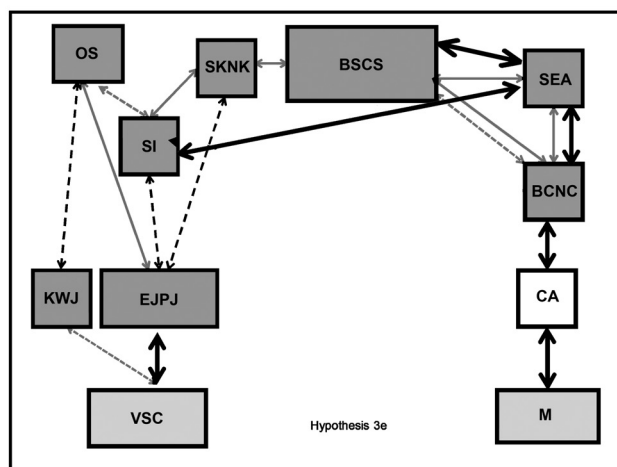 OS
SKNK
BSCS
SEA
SI
BCNC
KWJ
EJPJ
CA
VSC
Hypothesis 3e
M